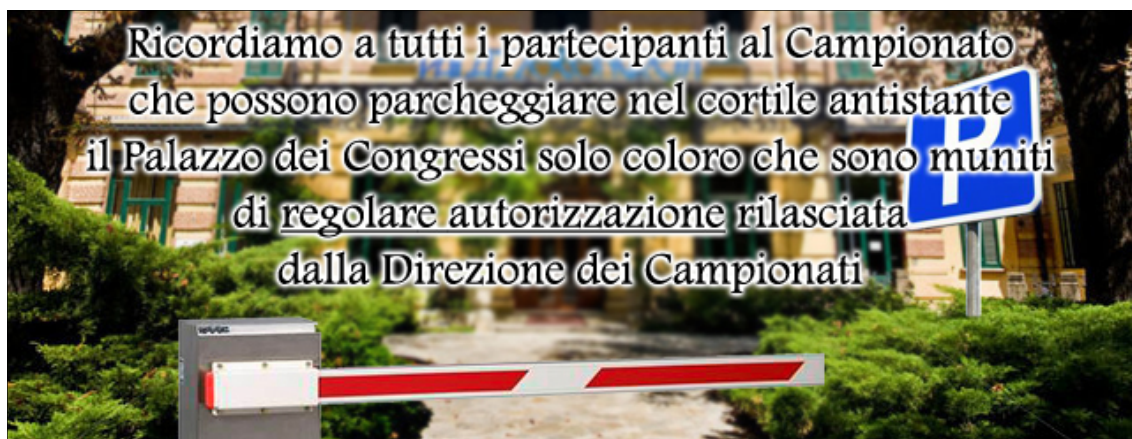 Ricordiamo a tutti i partecipanti al Campionato
che possono parcheggiare nel cortile antistante
il Palazzo dei Congressi solo coloro che sono muniti
di regolare autorizzazione rilasciata
dalla Direzione dei Campionati
P